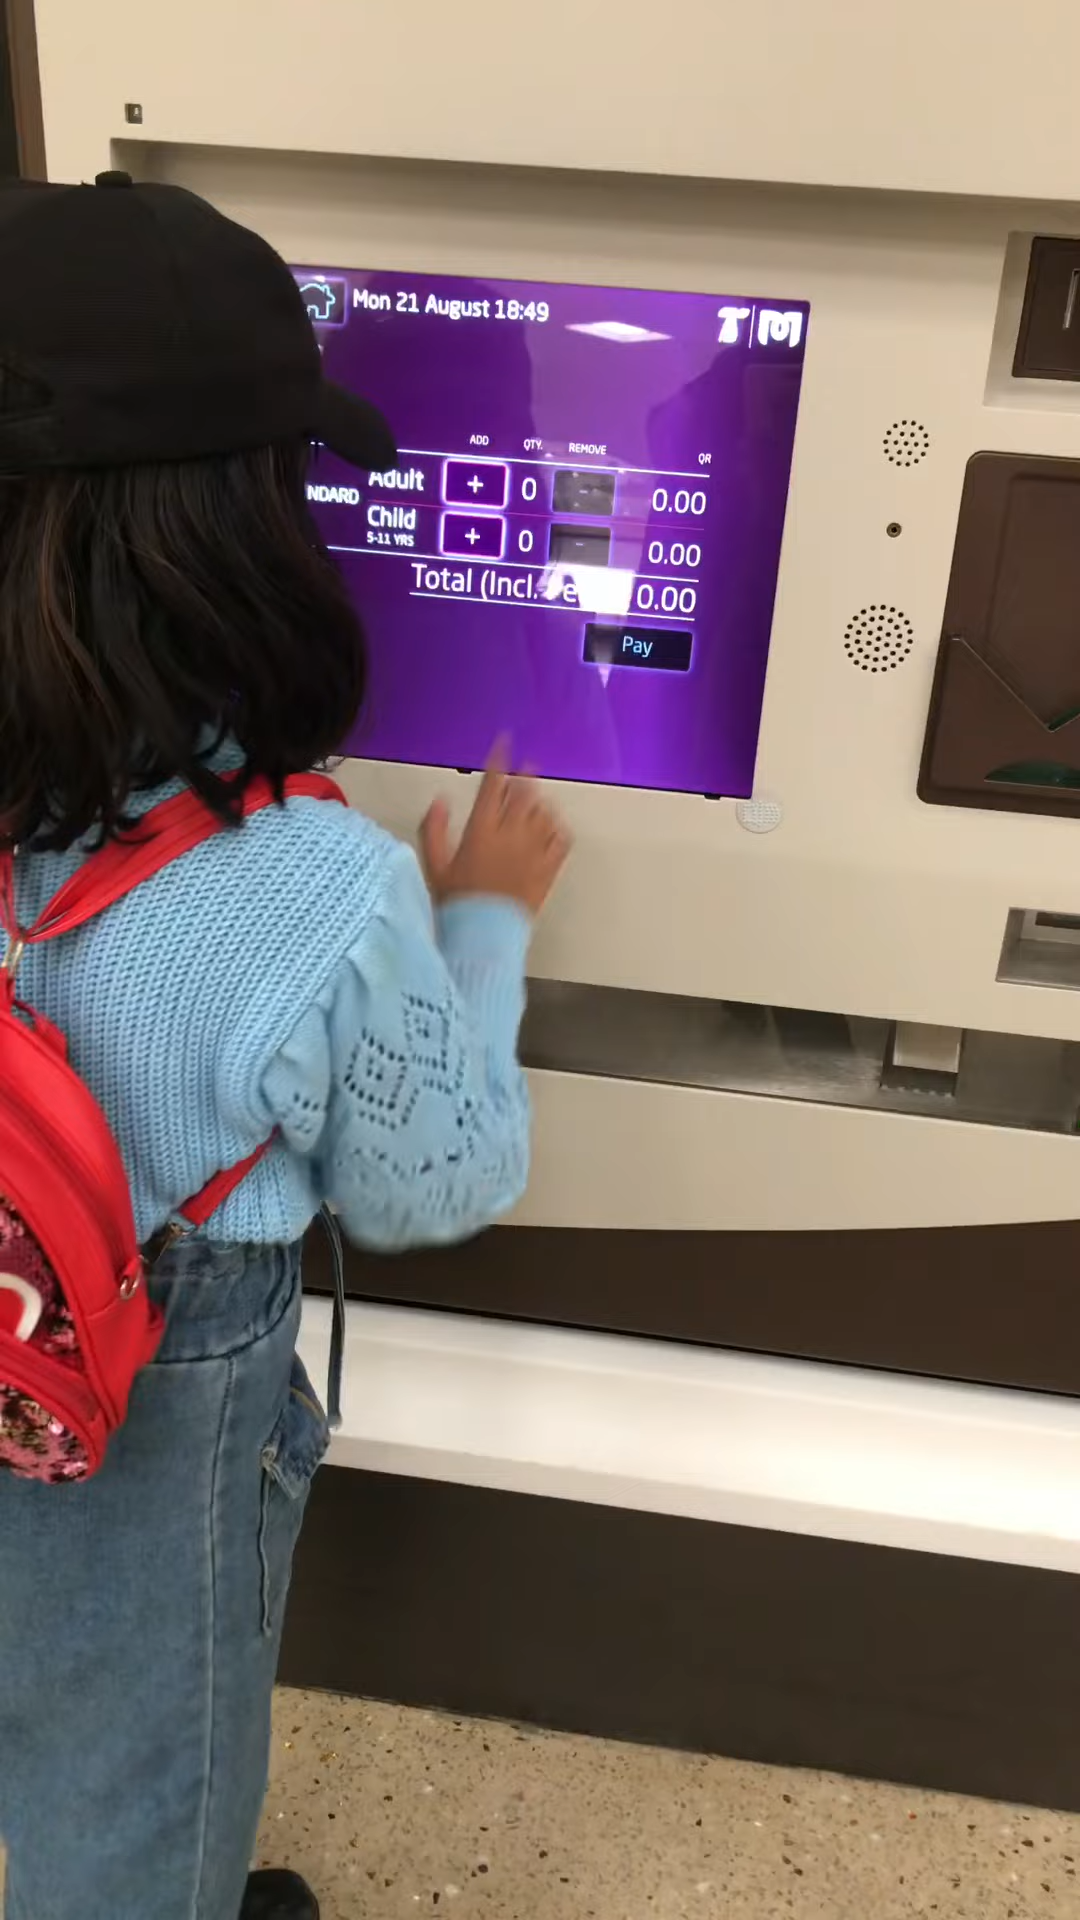 Mon 21 August 18:49
ADD QTY. REMOVE QR
Adult + 0 - 0.00
NDARD
Child + 0 - 0.00
5-11 YRS
Total (Incl. 0.00
Pay